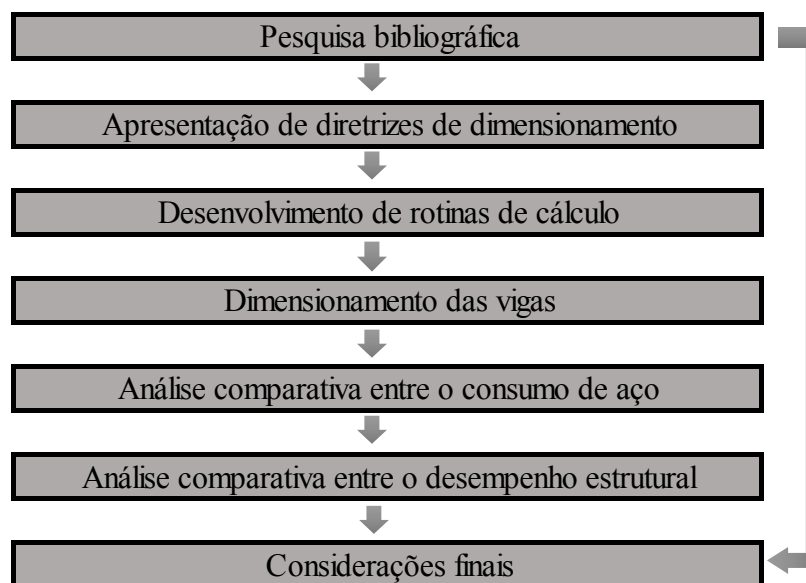 Pesquisa bibliográfica
Apresentação de diretrizes de dimensionamento
Desenvolvimento de rotinas de cálculo
Dimensionamento das vigas
Análise comparativa entre o consumo de aço
Análise comparativa entre o desempenho estrutural
Considerações finais